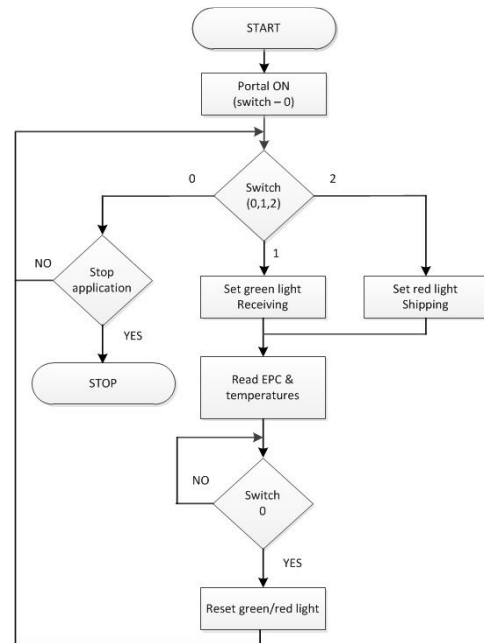 START
Portal ON
(switch – 0)
0
Switch
(0,1,2)
2
1
NO
Stop
application
Set green light
Receiving
Set red light
Shipping
YES
STOP
Read EPC &
temperatures
NO
Switch
0
YES
Reset green/red light